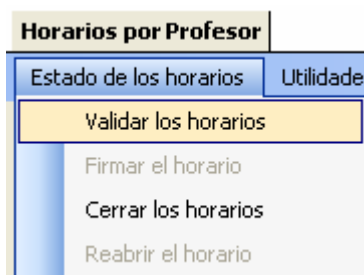 Horarios por Profesor
Estado de los horarios Utilidade
Validar los horarios
Firmar el horario
Cerrar los horarios
Reabrir el horario